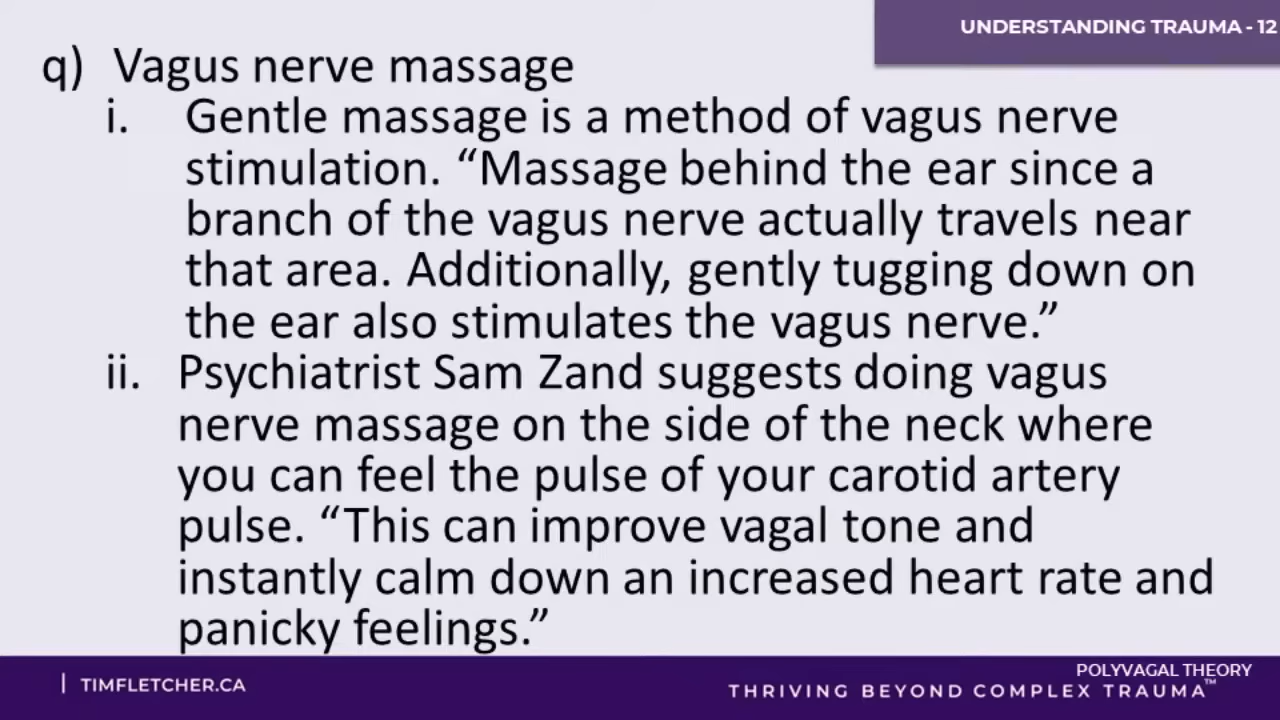 UNDERSTANDING TRAUMA - 12
q) Vagus nerve massage
i. Gentle massage is a method of vagus nerve
stimulation. “Massage behind the ear since a
branch of the vagus nerve actually travels near
that area. Additionally, gently tugging down on
the ear also stimulates the vagus nerve.”
ii. Psychiatrist Sam Zand suggests doing vagus
nerve massage on the side of the neck where
you can feel the pulse of your carotid artery
pulse. “This can improve vagal tone and
instantly calm down an increased heart rate and
panicky feelings.”
| TIMFLETCHER.CA
POLYVAGAL THEORY
THRIVING BEYOND COMPLEX TRAUMA™